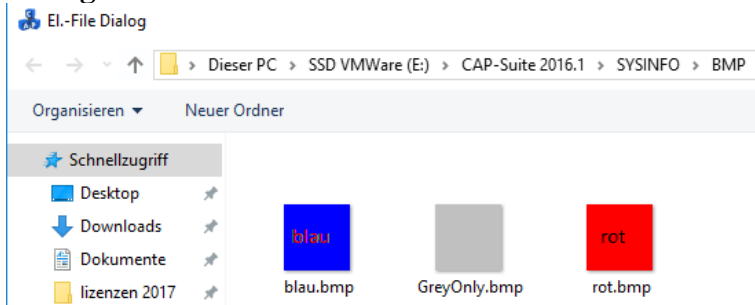 El.-File Dialog
Dieser PC > SSD VMWare (E:) > CAP-Suite 2016.1 > SYSINFO > BMP
Organisieren Neuer Ordner
Schnellzugriff
Desktop
Downloads
Dokumente
lizenzen 2017
blau rot
blau.bmp GreyOnly.bmp rot.bmp